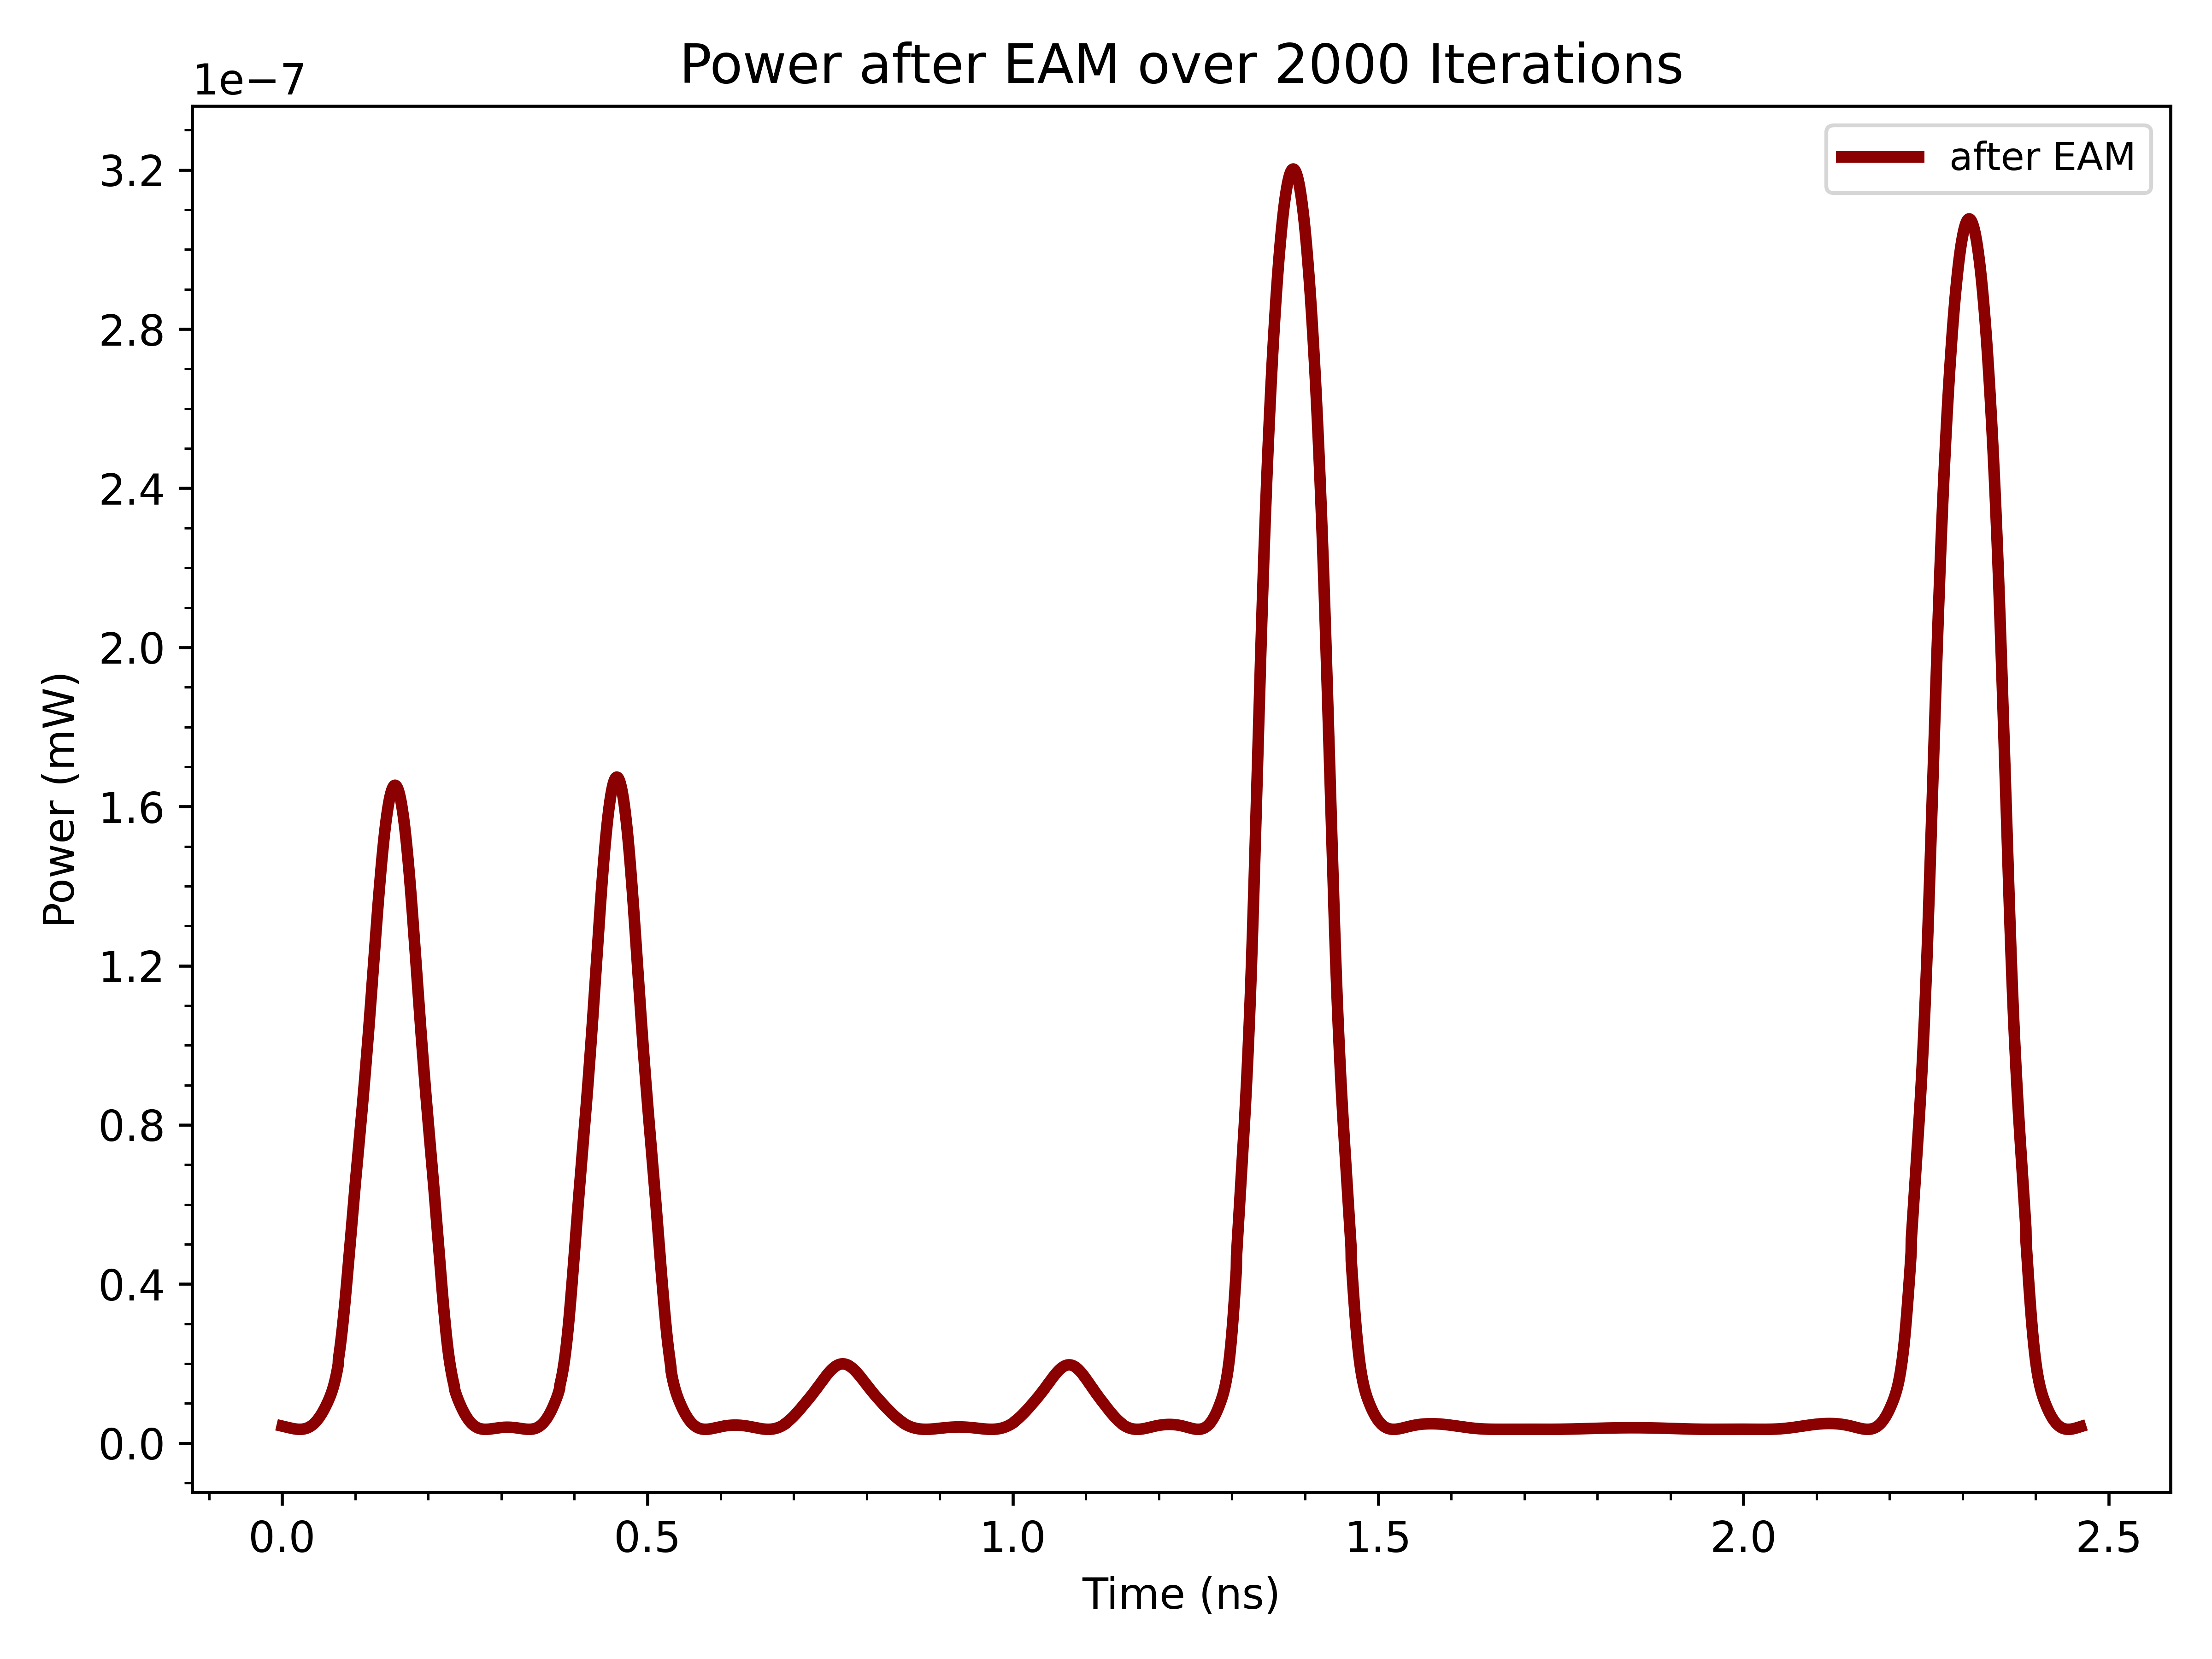 Power after EAM over 2000 Iterations
1e−7
after EAM
3.2
2.8
2.4
2.0
1.6
1.2
0.8
0.4
0.0
Power (mW)
0.0 0.5 1.0 1.5 2.0 2.5
Time (ns)